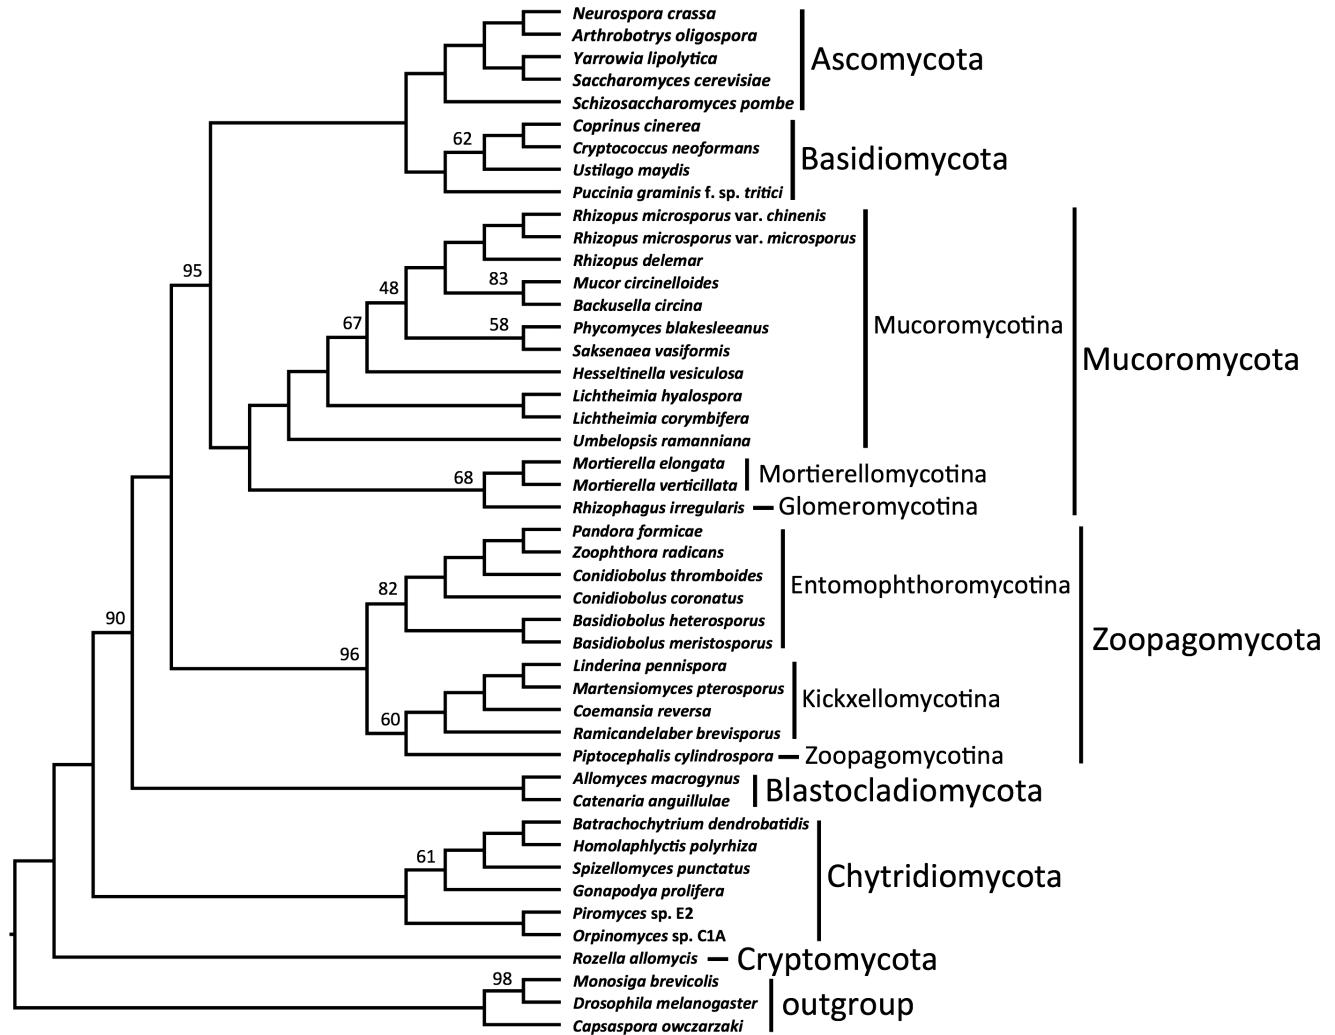 Neurospora crassa
Arthrobotrys oligospora
Yarrowia lipolytica
Ascomycota
Saccharomyces cerevisiae
Schizosaccharomyces pombe
Coprinus cinerea
62
Cryptococcus neoformans
Basidiomycota
Ustilago maydis
Puccinia graminis f. sp. tritici
Rhizopus microsporus var. chinenis
Rhizopus microsporus var. microsporus
Rhizopus delemar
95
83
Mucor circinelloides
48
Backusella circina
67
58
Phycomyces blakesleeanus
Mucoromycotina
Saksenaea vasiformis
Mucoromycota
Hesseltinella vesiculosa
Lichtheimia hyalospora
Lichtheimia corymbifera
Umbelopsis ramanniana
Mortierella elongata
68
Mortierellomycotina
Mortierella verticillata
Rhizophagus irregularis
Glomeromycotina
Pandora formicae
Zoophthora radicans
Conidiobolus thromboides
82
Entomophthoromycotina
Conidiobolus coronatus
90
Basidiobolus heterosporus
Basidiobolus meristosporus
Zoopagomycota
96
Linderina pennispora
Martensiomyces pterosporus
Kickxellomycotina
Coemansia reversa
60
Ramicandelaber brevisporus
Piptocephalis cylindrospora
Zoopagomycotina
Allomyces macrogynus
Blastocladiomycota
Catenaria anguillulae
Batrachochytrium dendrobatidis
Homolaphlyctis polyrhiza
61
Spizellomyces punctatus
Chytridiomycota
Gonapodya prolifera
Piromyces sp. E2
Orpinomyces sp. C1A
Rozella allomycis
Cryptomycota
98
Monosiga brevicolis
Drosophila melanogaster
outgroup
Capsaspora owczarzaki